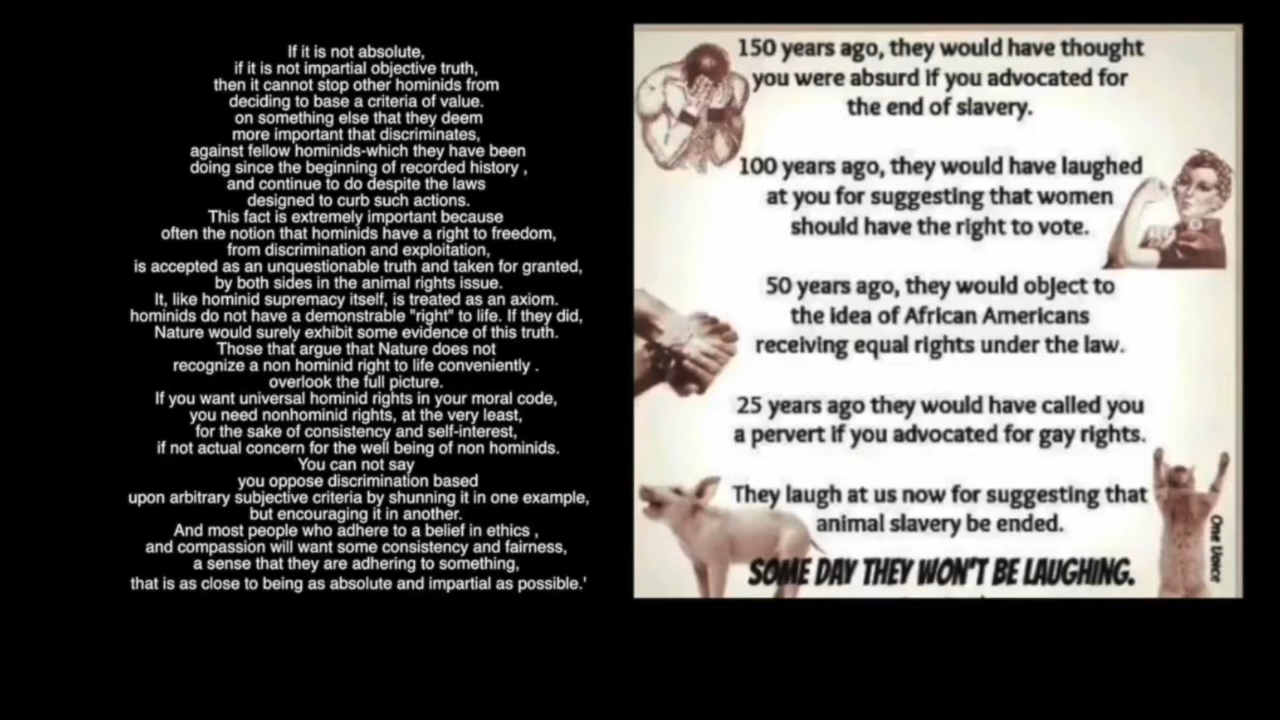 If it is not absolute,
if it is not impartial objective truth,
then it cannot stop other hominids from
deciding to base a criteria of value.
on something else that they deem
more important that discriminates,
against fellow hominids-which they have been
doing since the beginning of recorded history ,
and continue to do despite the laws
designed to curb such actions.
This fact is extremely important because
often the notion that hominids have a right to freedom,
from discrimination and exploitation,
is accepted as an unquestionable truth and taken for granted,
by both sides in the animal rights issue.
It, like hominid supremacy itself, is treated as an axiom.
hominids do not have a demonstrable "right" to life. If they did,
Nature would surely exhibit some evidence of this truth.
Those that argue that Nature does not
recognize a non hominid right to life conveniently .
overlook the full picture.
If you want universal hominid rights in your moral code,
you need nonhominid rights, at the very least,
for the sake of consistency and self-interest,
if not actual concern for the well being of non hominids.
You can not say
you oppose discrimination based
upon arbitrary subjective criteria by shunning it in one example,
but encouraging it in another.
And most people who adhere to a belief in ethics ,
and compassion will want some consistency and fairness,
a sense that they are adhering to something,
that is as close to being as absolute and impartial as possible.'
150 years ago, they would have thought
you were absurd if you advocated for
the end of slavery.
100 years ago, they would have laughed
at you for suggesting that women
should have the right to vote.
50 years ago, they would object to
the idea of African Americans
receiving equal rights under the law.
25 years ago they would have called you
a pervert if you advocated for gay rights.
They laugh at us now for suggesting that
animal slavery be ended.
SOME DAY THEY WON'T BE LAUGHING.
One Voice